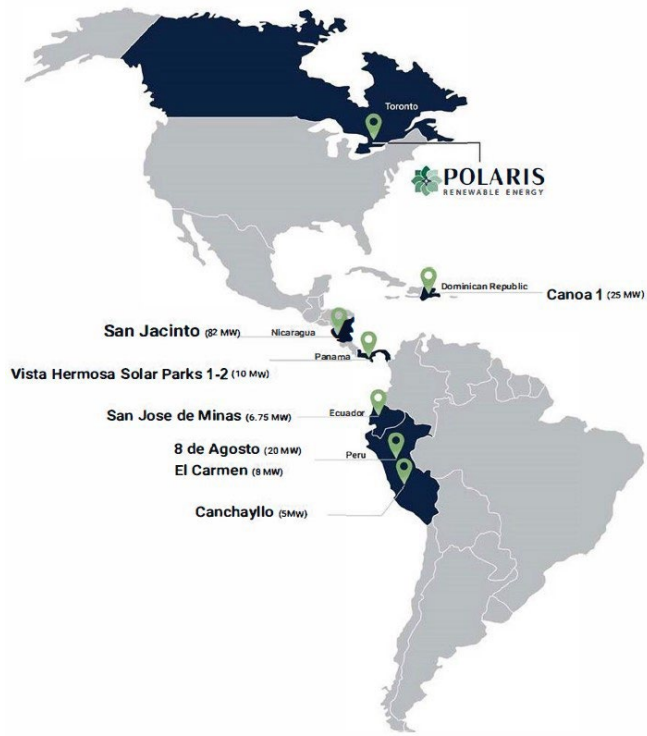 Toronto
POLARIS
RENEWABLE ENERGY
Dominican Republic
Canoa 1 (25 MW)
San Jacinto (82 MW)
Nicaragua
Panama
Vista Hermosa Solar Parks 1-2 (10 MW)
San Jose de Minas (6.75 MW)
Ecuador
8 de Agosto (20 MW)
Peru
El Carmen (8 MW)
Canchayllo (5MW)